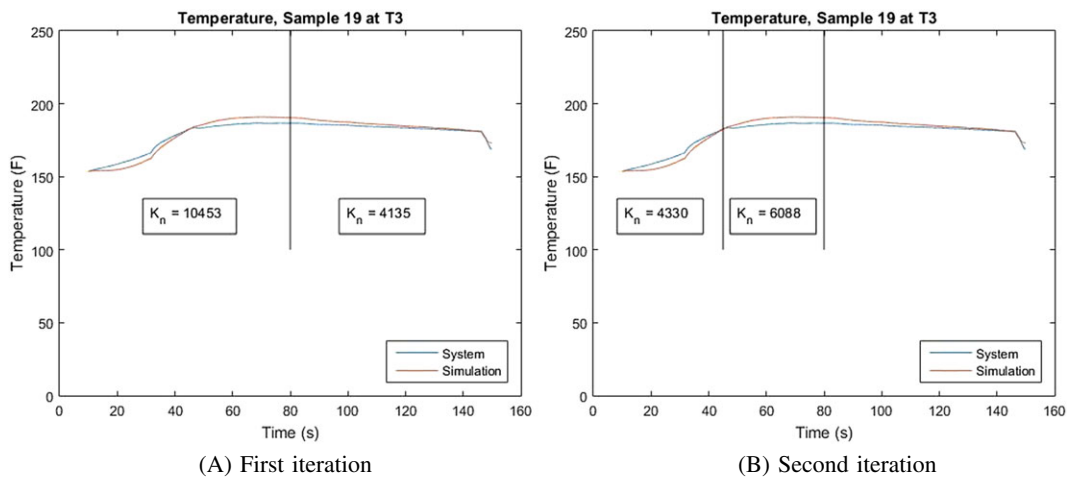 Temperature, Sample 19 at T3
250
200
150
100
50
0
Temperature (F)
K_n = 10453
K_n = 4135
System
Simulation
0 20 40 60 80 100 120 140 160
Time (s)
(A) First iteration
Temperature, Sample 19 at T3
250
200
150
100
50
0
Temperature (F)
K_n = 4330
K_n = 6088
System
Simulation
0 20 40 60 80 100 120 140 160
Time (s)
(B) Second iteration